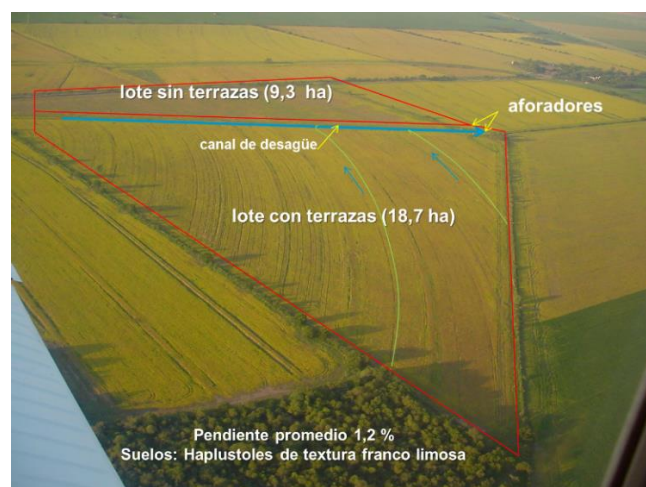 lote sin terrazas (9,3 ha)
aforadores
canal de desagüe
lote con terrazas (18,7 ha)
Pendiente promedio 1,2 %
Suelos: Haplustoles de textura franco limosa